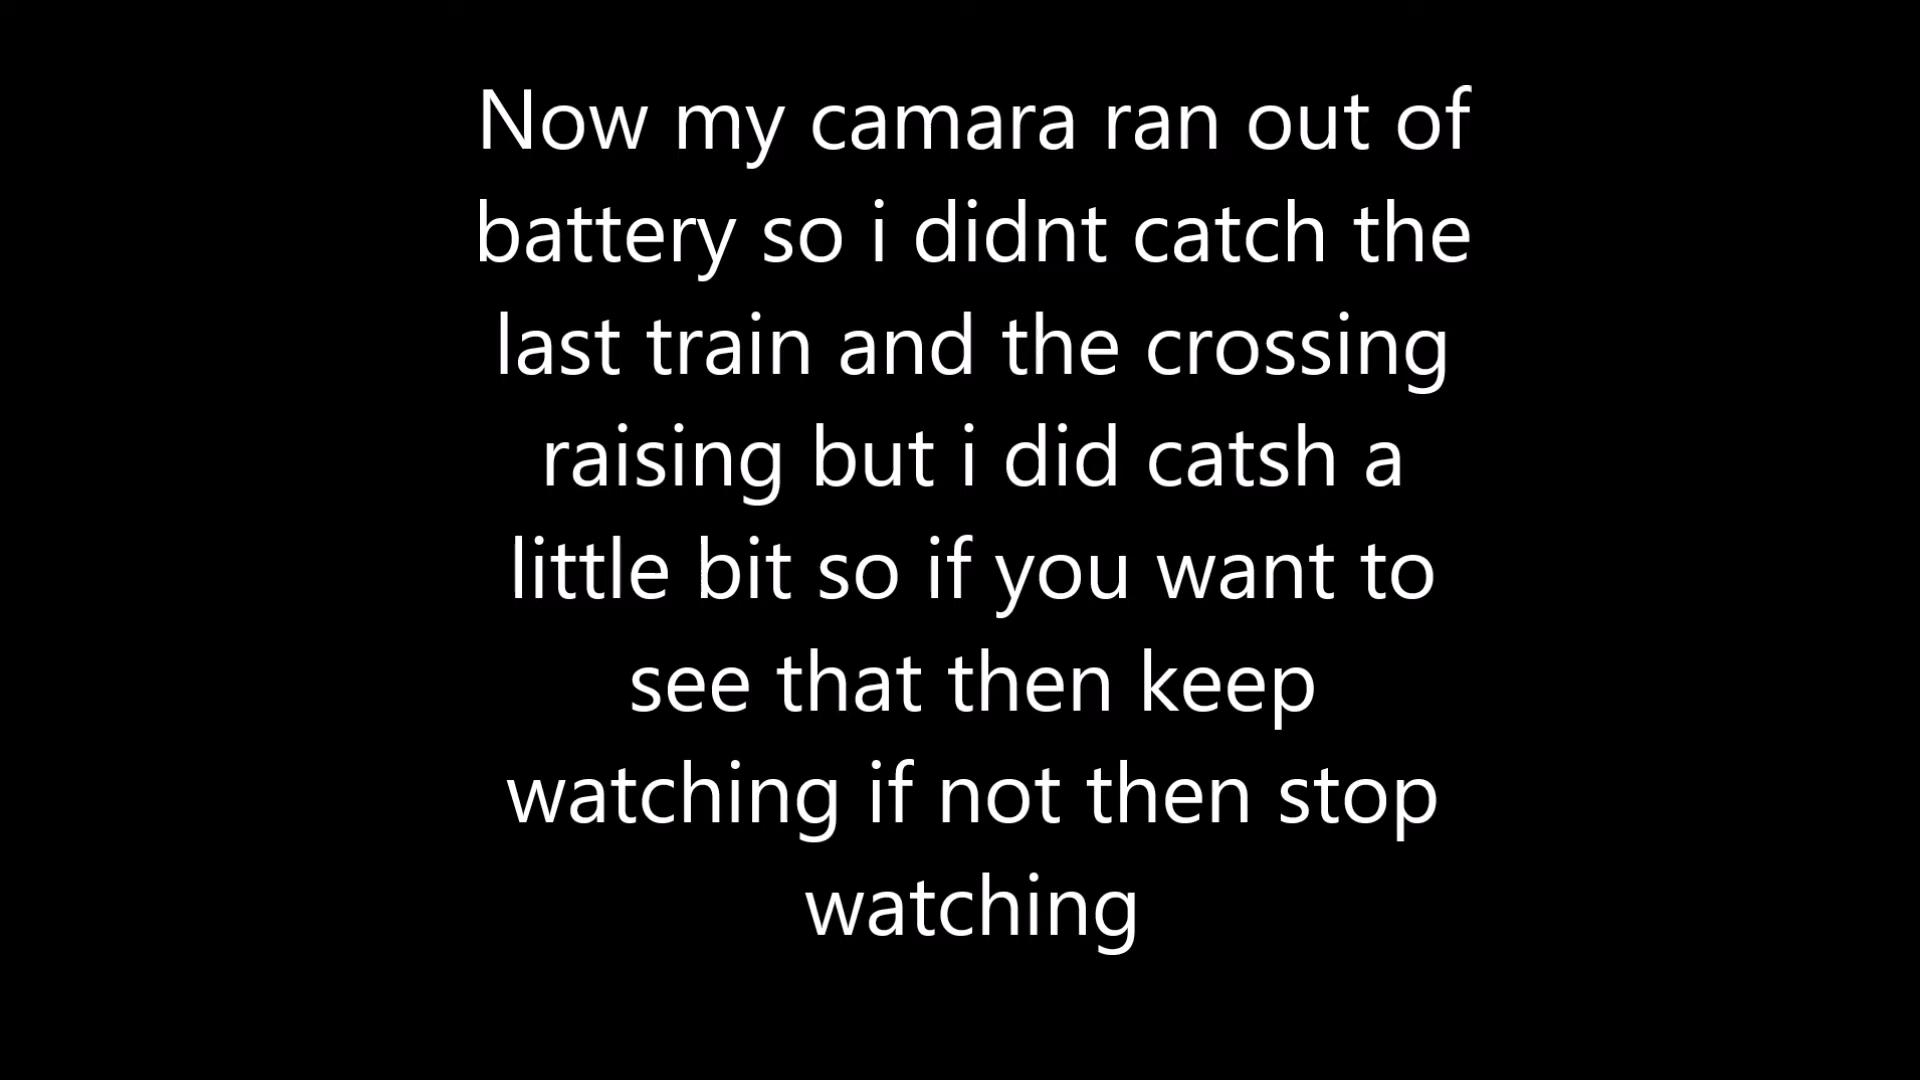 Now my camara ran out of
battery so i didnt catch the
last train and the crossing
raising but i did catsh a
little bit so if you want to
see that then keep
watching if not then stop
watching